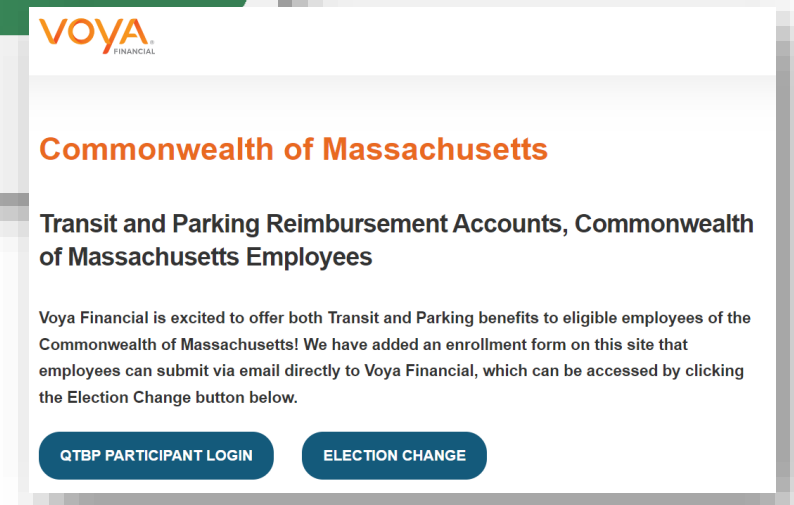 VOYA®
FINANCIAL
Commonwealth of Massachusetts
Transit and Parking Reimbursement Accounts, Commonwealth
of Massachusetts Employees
Voya Financial is excited to offer both Transit and Parking benefits to eligible employees of the
Commonwealth of Massachusetts! We have added an enrollment form on this site that
employees can submit via email directly to Voya Financial, which can be accessed by clicking
the Election Change button below.
QTBP PARTICIPANT LOGIN
ELECTION CHANGE